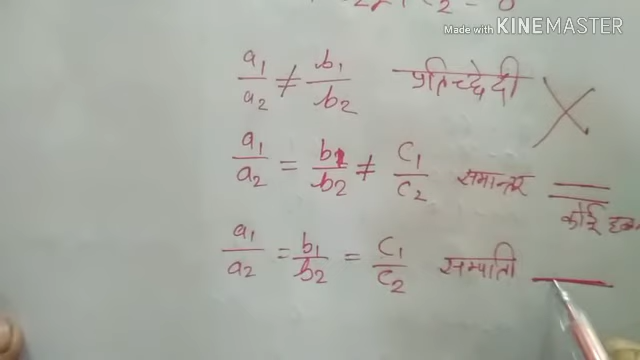 Made with KINEMASTER
a₁/a₂ ≠ b₁/b₂ प्रतिच्छेदी
a₁/a₂ = b₁/b₂ ≠ c₁/c₂ समान्तर
कोई
a₁/a₂ = b₁/b₂ = c₁/c₂ सम्पाती